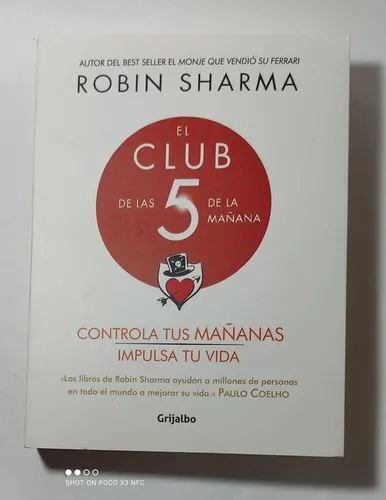 AUTOR DEL BEST SELLER EL MONJE QUE VENDIÓ SU FERRARI
ROBIN SHARMA
EL
CLUB
DE LAS 5 DE LA
MAÑANA
CONTROLA TUS MAÑANAS
IMPULSA TU VIDA
«Los libros de Robin Sharma ayudan a millones de personas
en todo el mundo a mejorar su vida.» PAULO COELHO
Grijalbo
SHOT ON POCO X3 NFC